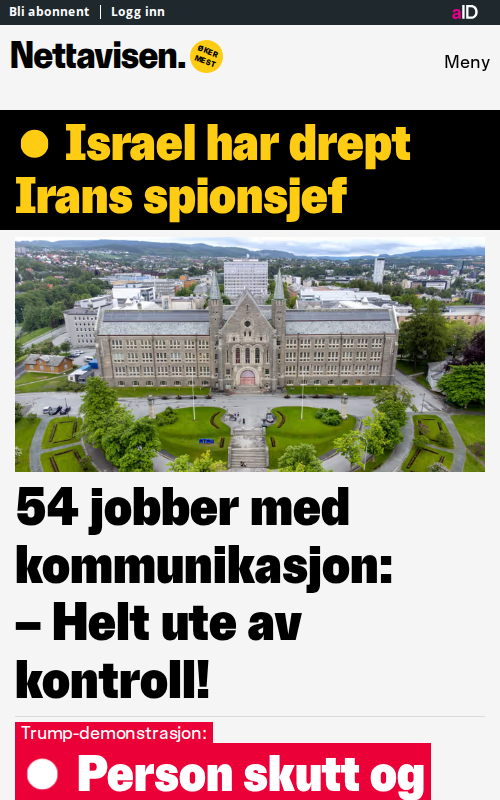 Bli abonnent | Logg inn
aID
Nettavisen.
ØKER
MEST
Meny
Israel har drept
Irans spionsjef
54 jobber med
kommunikasjon:
– Helt ute av
kontroll!
Trump-demonstrasjon:
Person skutt og